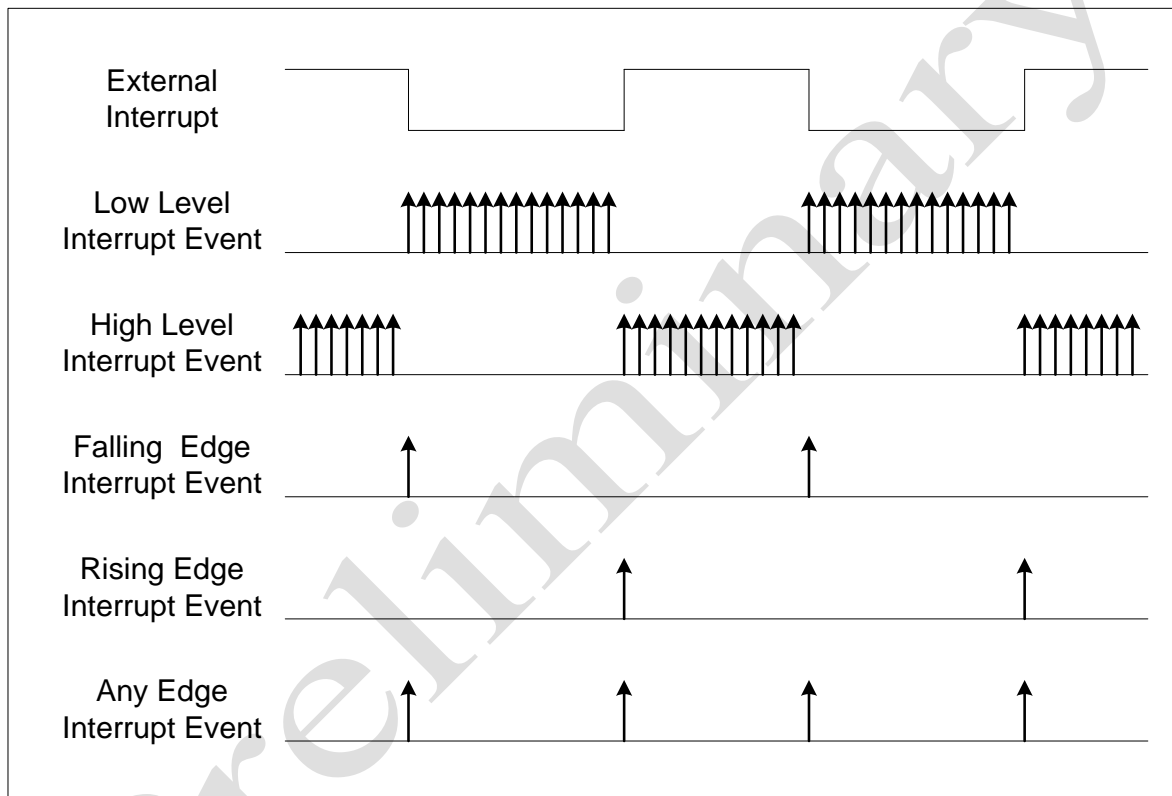 External
Interrupt
Low Level
Interrupt Event
High Level
Interrupt Event
Falling Edge
Interrupt Event
Rising Edge
Interrupt Event
Any Edge
Interrupt Event
reliminary